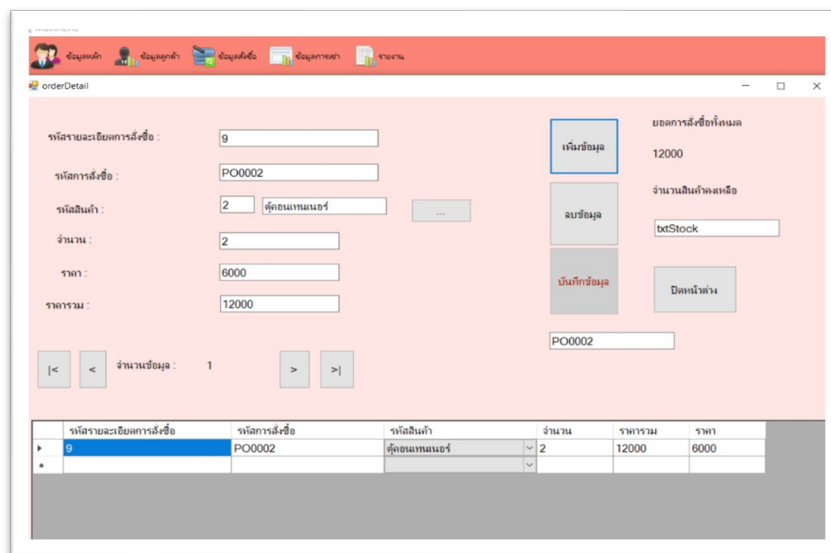 ข้อมูลหลัก ข้อมูลลูกค้า ข้อมูลสั่งซื้อ ข้อมูลการเช่า รายงาน
orderDetail
รหัสรายละเอียดการสั่งซื้อ : 9
รหัสการสั่งซื้อ : PO0002
รหัสสินค้า : 2 ตู้คอนเทนเนอร์ ...
จำนวน : 2
ราคา : 6000
ราคารวม : 12000
เพิ่มข้อมูล
ลบข้อมูล
บันทึกข้อมูล
ยอดการสั่งซื้อทั้งหมด
12000
จำนวนสินค้าคงเหลือ
txtStock
ปิดหน้าต่าง
PO0002
|< < จำนวนข้อมูล : 1 > >|
รหัสรายละเอียดการสั่งซื้อ รหัสการสั่งซื้อ รหัสสินค้า จำนวน ราคารวม ราคา
9 PO0002 ตู้คอนเทนเนอร์ 2 12000 6000